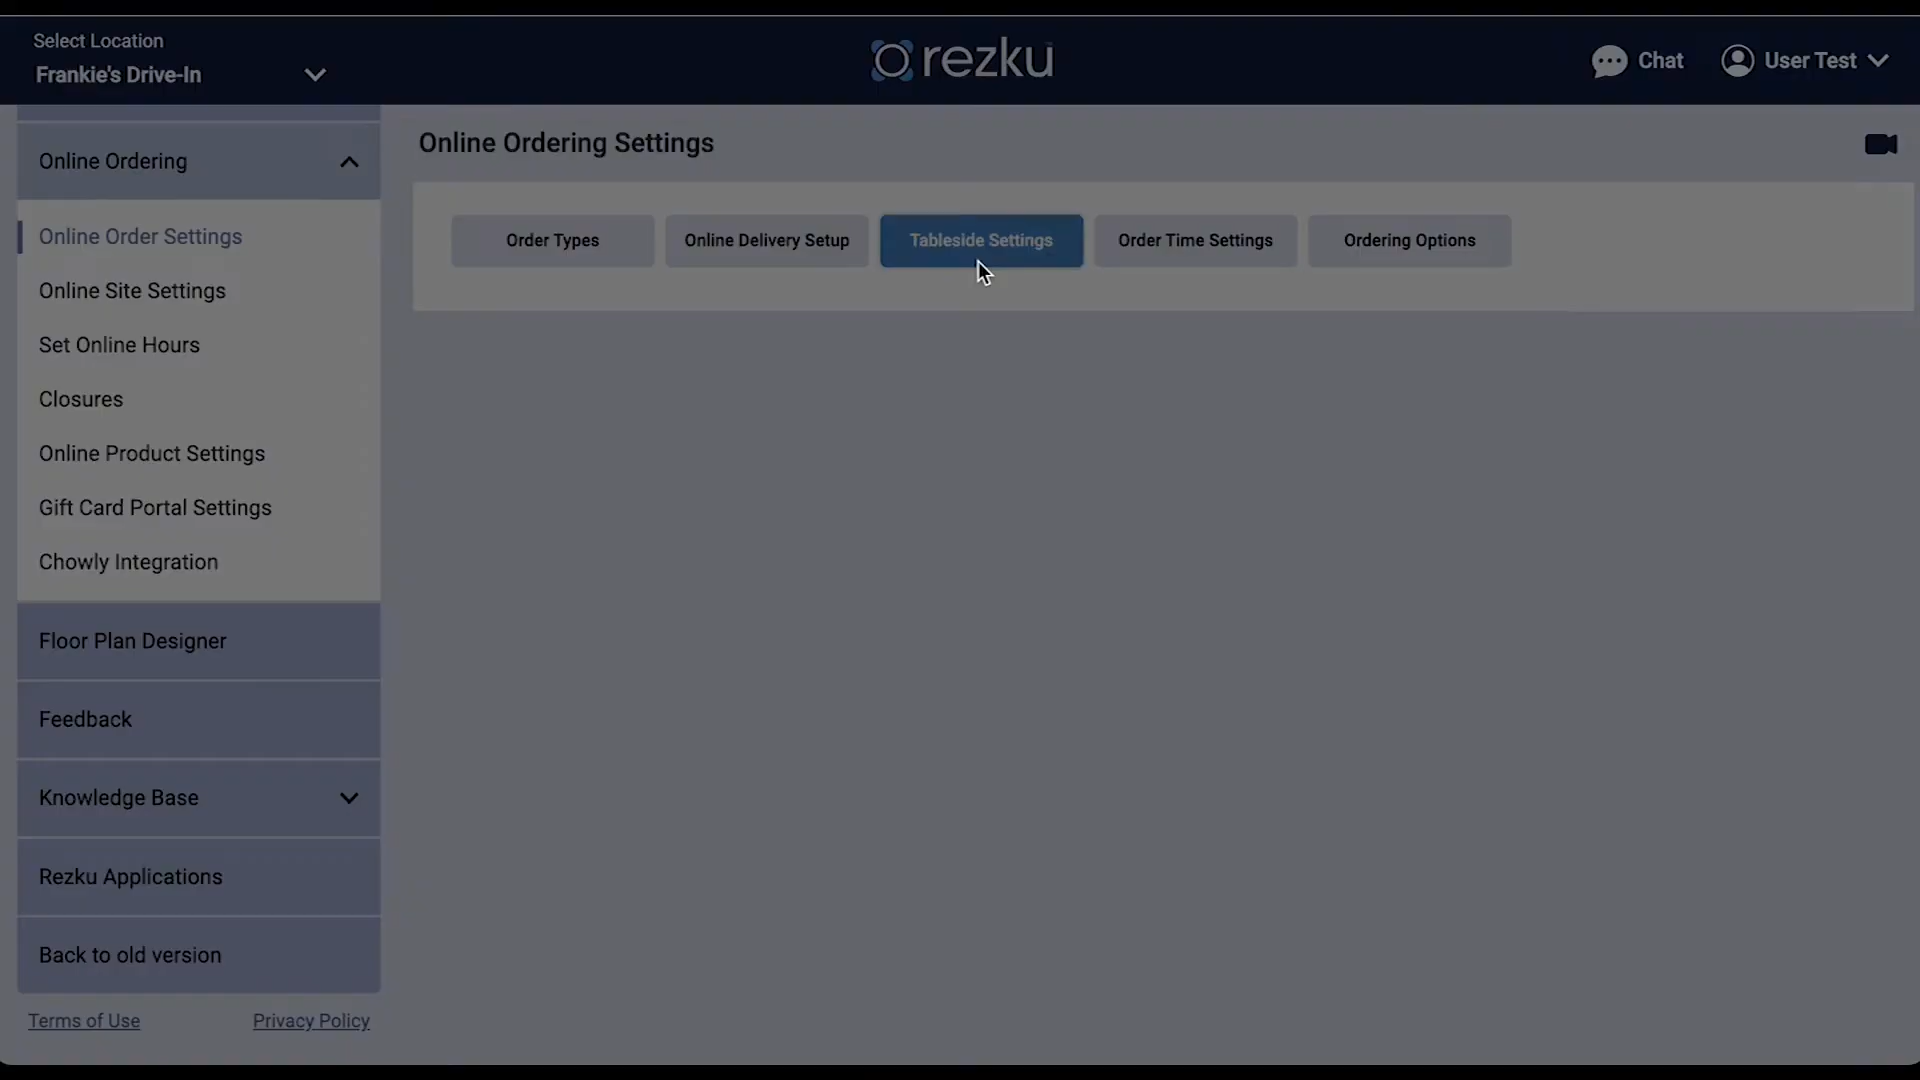 Select Location
Frankie's Drive-In
rezku
Chat
User Test
Online Ordering
Online Order Settings
Online Site Settings
Set Online Hours
Closures
Online Product Settings
Gift Card Portal Settings
Chowly Integration
Floor Plan Designer
Feedback
Knowledge Base
Rezku Applications
Back to old version
Terms of Use
Privacy Policy
Online Ordering Settings
Order Types
Online Delivery Setup
Tableside Settings
Order Time Settings
Ordering Options